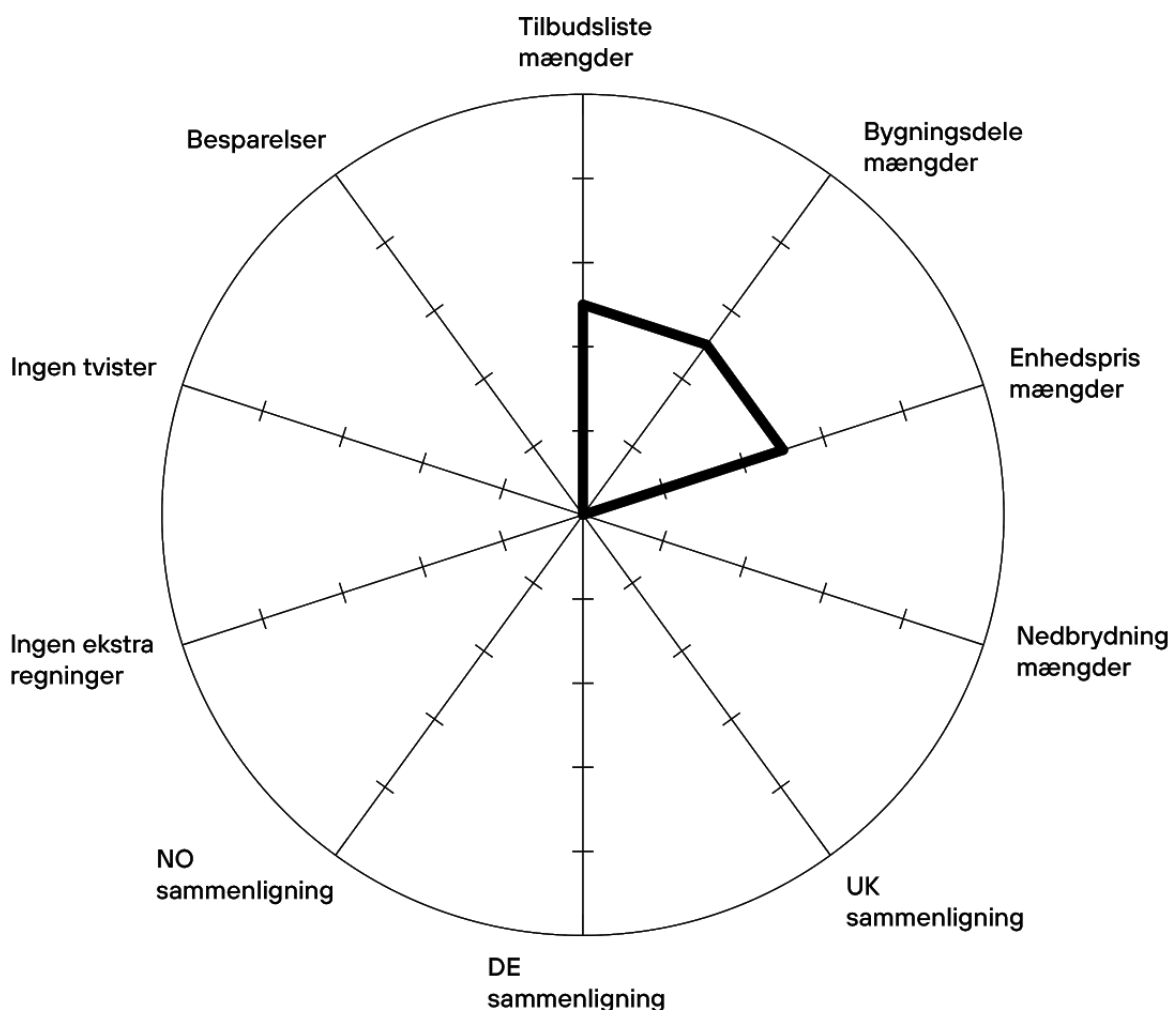 Tilbudsliste
mængder
Bygningsdele
mængder
Enhedspris
mængder
Nedbrydning
mængder
UK
sammenligning
DE
sammenligning
NO
sammenligning
Ingen ekstra
regninger
Ingen tvister
Besparelser